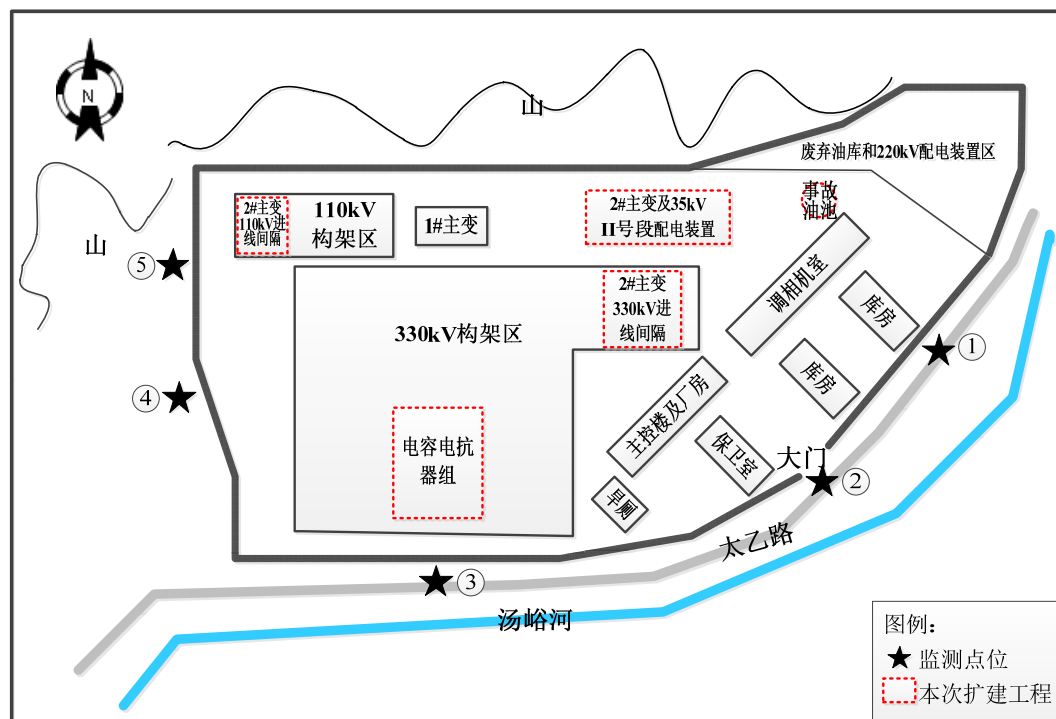 N
山
废弃油库和220kV配电装置区
事故
油池
2#主变
110kV进
线间隔
110kV
构架区
1#主变
2#主变及35kV
II号段配电装置
山
⑤
调相机室
2#主变
330kV进
线间隔
库房
330kV构架区
①
库房
④
主控楼及厂房
电容电抗
器组
保卫室
大门
②
旱厕
太乙路
③
汤峪河
图例：
监测点位
本次扩建工程